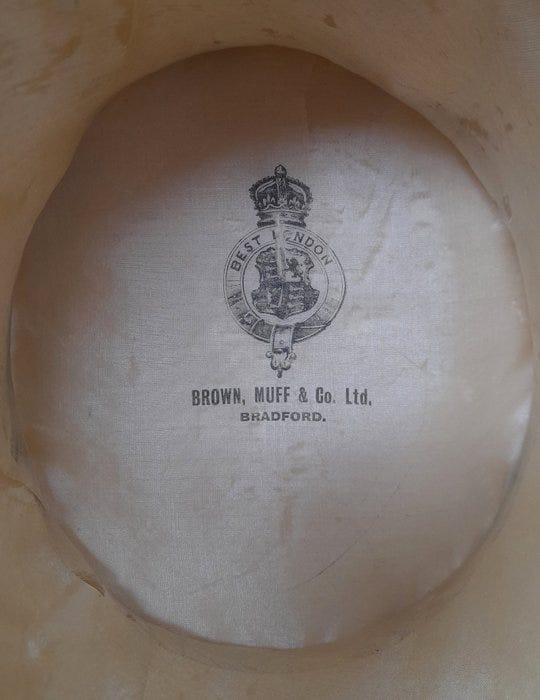 BEST LONDON
BROWN, MUFF & Co. Ltd.
BRADFORD.